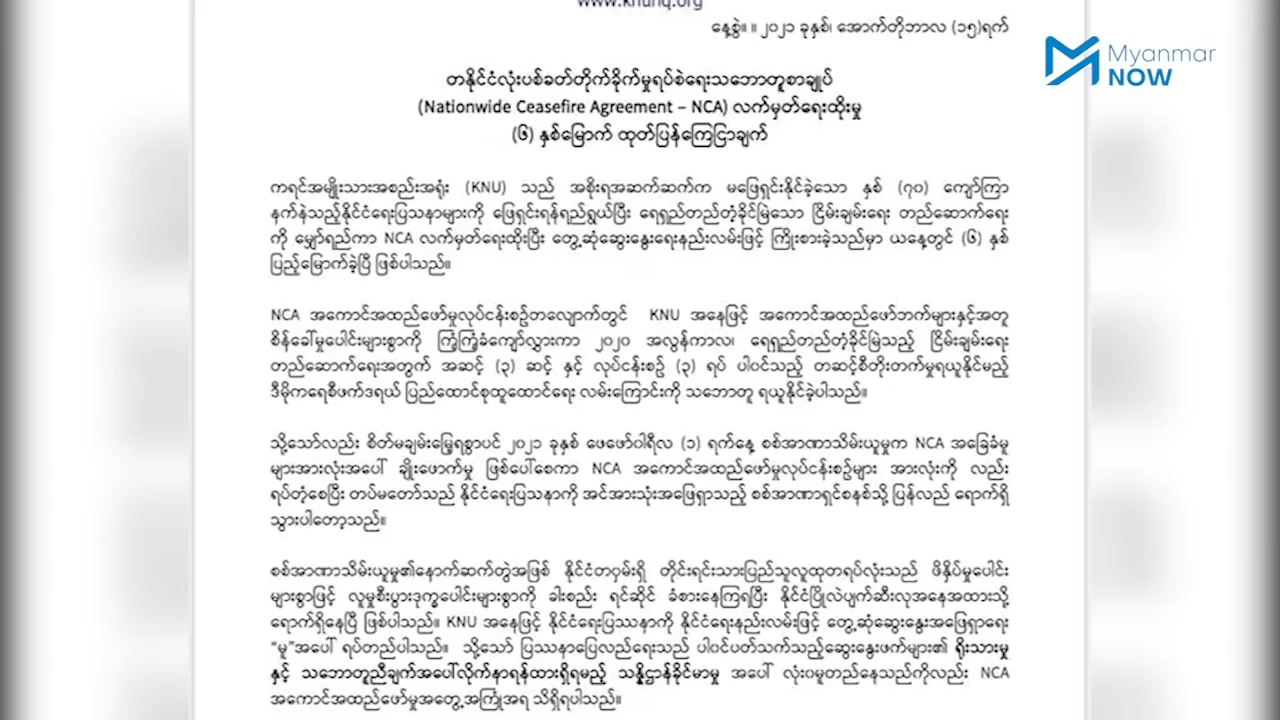 www.knuhq.org
နေ့စွဲ။ ။ ၂၀၂၁ ခုနှစ်၊ အောက်တိုဘာလ (၁၅)ရက်
Myanmar
NOW
တနိုင်ငံလုံးပစ်ခတ်တိုက်ခိုက်မှုရပ်စဲရေးသဘောတူစာချုပ်
(Nationwide Ceasefire Agreement – NCA) လက်မှတ်ရေးထိုးမှု
(၆) နှစ်မြောက် ထုတ်ပြန်ကြေငြာချက်
ကရင်အမျိုးသားအစည်းအရုံး (KNU) သည် အစိုးရအဆက်ဆက်က မဖြေရှင်းနိုင်ခဲ့သော နှစ် (၇၀) ကျော်ကြာ
နက်နဲသည့်နိုင်ငံရေးပြသနာများကို ဖြေရှင်းရန်ရည်ရွယ်ပြီး ရေရှည်တည်တံ့ခိုင်မြဲသော ငြိမ်းချမ်းရေး တည်ဆောက်ရေး
ကို မျှော်ရည်ကာ NCA လက်မှတ်ရေးထိုးပြီး တွေ့ဆုံဆွေးနွေးရေးနည်းလမ်းဖြင့် ကြိုးစားခဲ့သည်မှာ ယနေ့တွင် (၆) နှစ်
ပြည့်မြောက်ခဲ့ပြီ ဖြစ်ပါသည်။
NCA အကောင်အထည်ဖော်မှုလုပ်ငန်းစဉ်တလျောက်တွင် KNU အနေဖြင့် အကောင်အထည်ဖော်ဘက်များနှင့်အတူ
စိန်ခေါ်မှုပေါင်းများစွာကို ကြံ့ကြံ့ခံကျော်လွှားကာ ၂၀၂၀ အလွန်ကာလ၊ ရေရှည်တည်တံ့ခိုင်မြဲသည့် ငြိမ်းချမ်းရေး
တည်ဆောက်ရေးအတွက် အဆင့် (၃) ဆင့် နှင့် လုပ်ငန်းစဉ် (၃) ရပ် ပါဝင်သည့် တဆင့်စီတိုးတက်မှုရယူနိုင်မည့်
ဒီမိုကရေစီဖက်ဒရယ် ပြည်ထောင်စုထူထောင်ရေး လမ်းကြောင်းကို သဘောတူ ရယူနိုင်ခဲ့ပါသည်။
သို့သော်လည်း စိတ်မချမ်းမြေ့ရစွာပင် ၂၀၂၁ ခုနှစ် ဖေဖော်ဝါရီလ (၁) ရက်နေ့ စစ်အာဏာသိမ်းယူမှုက NCA အခြေခံမူ
များအားလုံးအပေါ် ချိုးဖောက်မှု ဖြစ်ပေါ်စေကာ NCA အကောင်အထည်ဖော်မှုလုပ်ငန်းစဉ်များ အားလုံးကို လည်း
ရပ်တံ့စေပြီး တပ်မတော်သည် နိုင်ငံရေးပြသနာကို အင်အားသုံးအဖြေရှာသည့် စစ်အာဏာရှင်စနစ်သို့ ပြန်လည် ရောက်ရှိ
သွားပါတော့သည်။
စစ်အာဏာသိမ်းယူမှု၏နောက်ဆက်တွဲအဖြစ် နိုင်ငံတဝှမ်းရှိ တိုင်းရင်းသားပြည်သူလူထုတရပ်လုံးသည် ဖိနှိပ်မှုပေါင်း
များစွာဖြင့် လူမှုစီးပွားဒုက္ခပေါင်းများစွာကို ခါးစည်း ရင်ဆိုင် ခံစားနေကြရပြီး နိုင်ငံပြိုလဲပျက်ဆီးလုအနေအထားသို့
ရောက်ရှိနေပြီ ဖြစ်ပါသည်။ KNU အနေဖြင့် နိုင်ငံရေးပြဿနာကို နိုင်ငံရေးနည်းလမ်းဖြင့် တွေ့ဆုံဆွေးနွေးအဖြေရှာရေး
“မူ”အပေါ် ရပ်တည်ပါသည်။ သို့သော် ပြဿနာပြေလည်ရေးသည် ပါဝင်ပတ်သက်သည့်ဆွေးနွေးဖက်များ၏ ရိုးသားမှု
နှင့် သဘောတူညီချက်အပေါ်လိုက်နာရန်ထားရှိရမည့် သန္နိဋ္ဌာန်ခိုင်မာမှု အပေါ် လုံးဝမူတည်နေသည်ကိုလည်း NCA
အကောင်အထည်ဖော်မှုအတွေ့အကြုံအရ သိရှိရပါသည်။